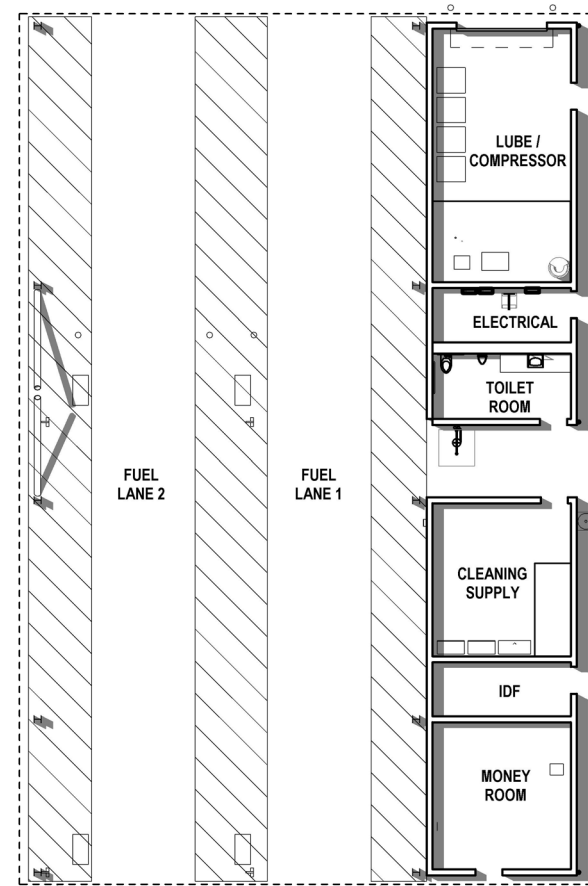 LUBE /
COMPRESSOR
ELECTRICAL
TOILET
ROOM
FUEL
LANE 2
FUEL
LANE 1
CLEANING
SUPPLY
IDF
MONEY
ROOM